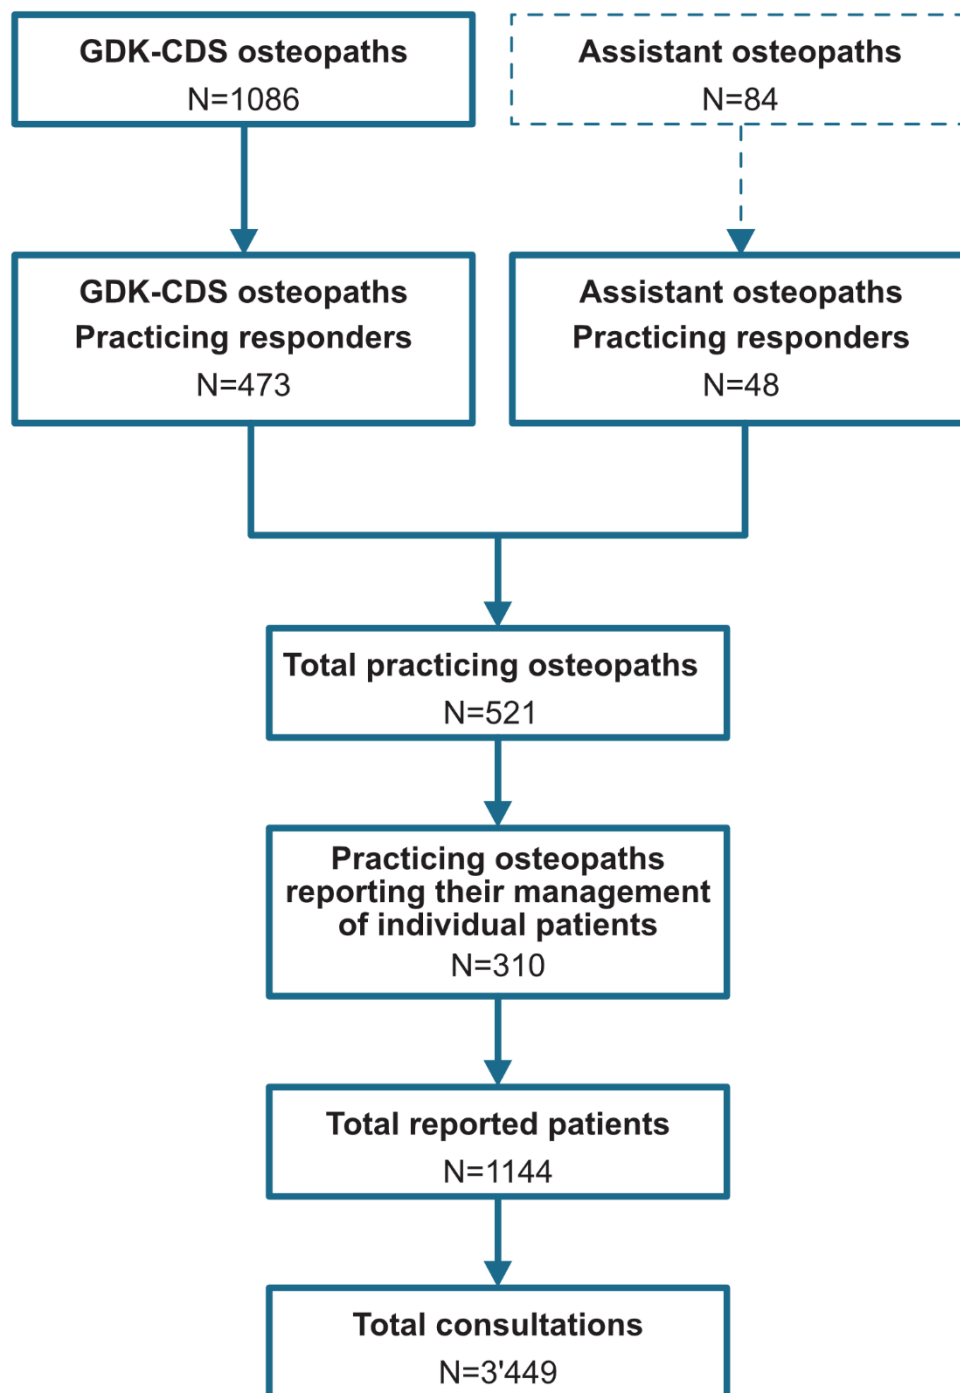 GDK-CDS osteopaths
N=1086
Assistant osteopaths
N=84
GDK-CDS osteopaths
Practicing responders
N=473
Assistant osteopaths
Practicing responders
N=48
Total practicing osteopaths
N=521
Practicing osteopaths
reporting their management
of individual patients
N=310
Total reported patients
N=1144
Total consultations
N=3'449